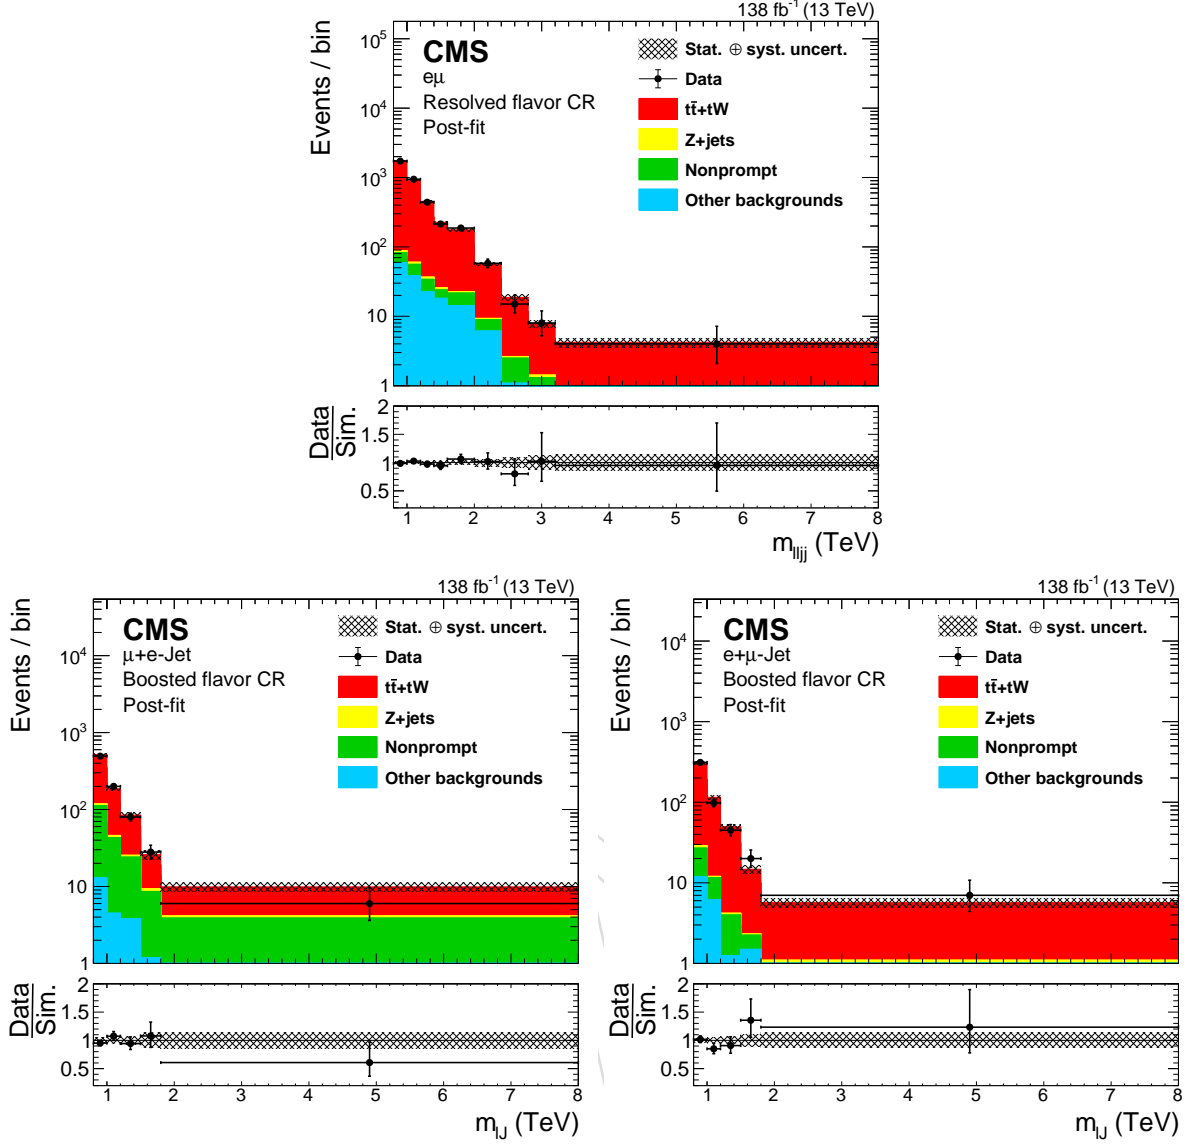 138 fb⁻¹ (13 TeV)
Events / bin
CMS
eμ
Resolved flavor CR
Post-fit
Stat. ⊕ syst. uncert.
Data
tt̄+tW
Z+jets
Nonprompt
Other backgrounds
10⁵
10⁴
10³
10²
10
1
Data
Sim.
2
1.5
1
0.5
1 2 3 4 5 6 7 8
m_lljj (TeV)
138 fb⁻¹ (13 TeV)
Events / bin
CMS
μ+e-Jet
Boosted flavor CR
Post-fit
Stat. ⊕ syst. uncert.
Data
tt̄+tW
Z+jets
Nonprompt
Other backgrounds
10⁴
10³
10²
10
1
Data
Sim.
2
1.5
1
0.5
1 2 3 4 5 6 7 8
m_lJ (TeV)
138 fb⁻¹ (13 TeV)
Events / bin
CMS
e+μ-Jet
Boosted flavor CR
Post-fit
Stat. ⊕ syst. uncert.
Data
tt̄+tW
Z+jets
Nonprompt
Other backgrounds
10⁴
10³
10²
10
1
Data
Sim.
2
1.5
1
0.5
1 2 3 4 5 6 7 8
m_lJ (TeV)